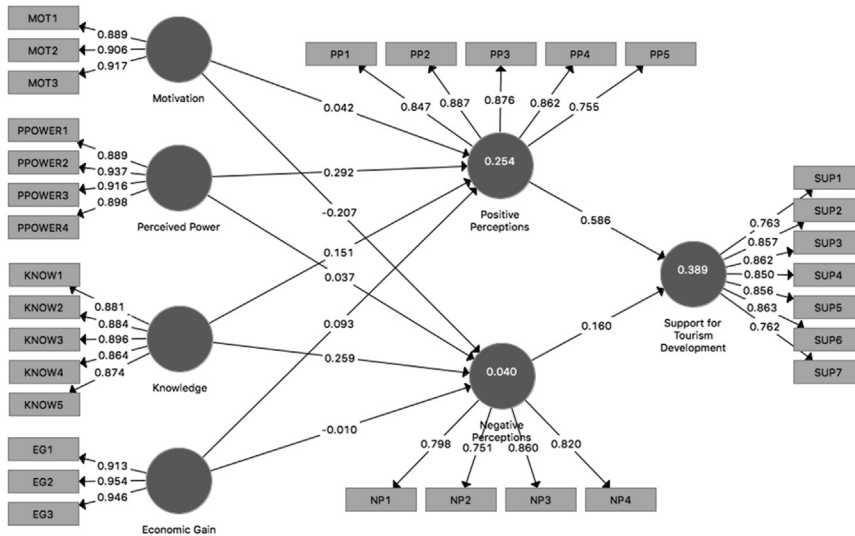 MOT1
MOT2
MOT3
0.889
0.906
0.917
Motivation
PPOWER1
PPOWER2
PPOWER3
PPOWER4
0.889
0.937
0.916
0.898
Perceived Power
KNOW1
KNOW2
KNOW3
KNOW4
KNOW5
0.881
0.884
0.896
0.864
0.874
Knowledge
EG1
EG2
EG3
0.913
0.954
0.946
Economic Gain
0.042
0.292
-0.207
0.151
0.037
0.093
0.259
-0.010
PP1
PP2
PP3
PP4
PP5
0.847
0.887
0.876
0.862
0.755
0.254
Positive
Perceptions
0.040
Negative
Perceptions
0.798
0.751
0.860
0.820
NP1
NP2
NP3
NP4
0.586
0.160
0.389
Support for
Tourism
Development
0.763
0.857
0.862
0.850
0.856
0.863
0.762
SUP1
SUP2
SUP3
SUP4
SUP5
SUP6
SUP7